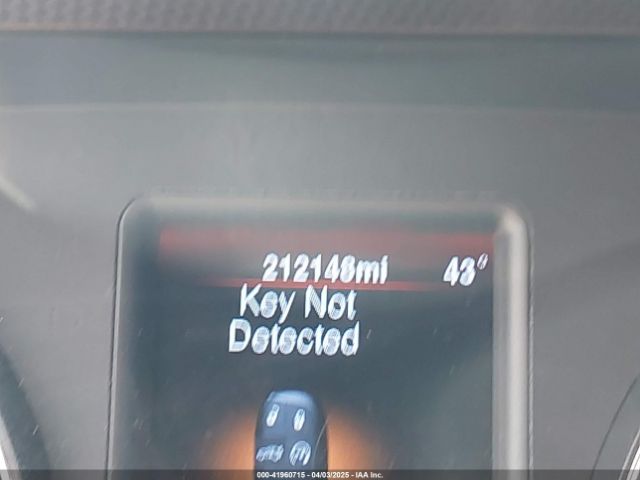 212148mi 43°
Key Not
Detected
000-41960715 - 04/03/2025 - IAA Inc.